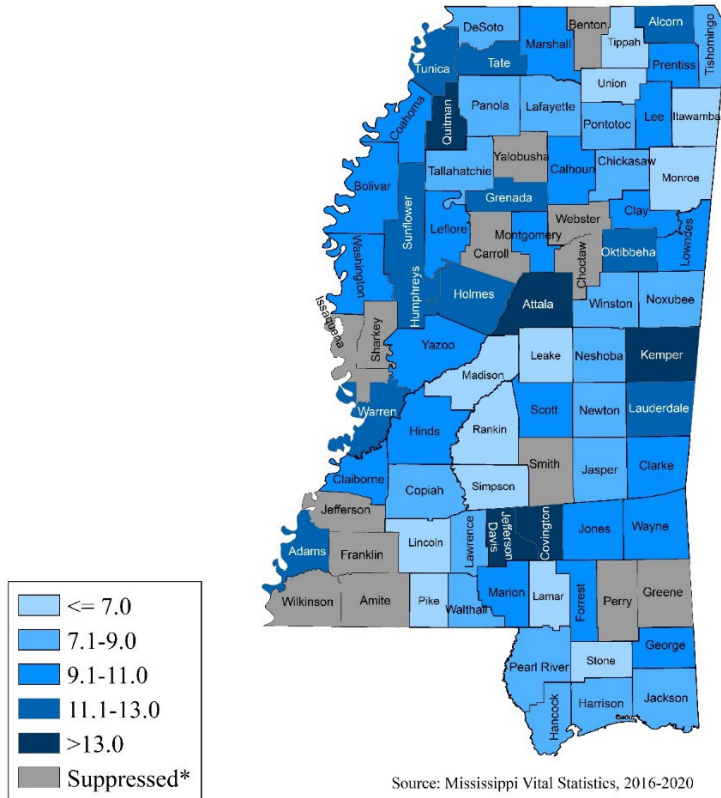 Benton
Alcorn
DeSoto
Tippah
Tishomingo
Marshall
Tunica
Tate
Prentiss
Union
Coahoma
Quitman
Panola
Lafayette
Pontotoc
Lee
Itawamba
Yalobusha
Tallahatchie
Calhoun
Chickasaw
Monroe
Bolivar
Sunflower
Grenada
Leflore
Webster
Clay
Montgomery
Carroll
Choctaw
Oktibbeha
Lowndes
Washington
Humphreys
Holmes
Attala
Winston
Noxubee
Issaquena
Sharkey
Yazoo
Leake
Neshoba
Kemper
Madison
Warren
Rankin
Scott
Newton
Lauderdale
Hinds
Smith
Jasper
Clarke
Claiborne
Simpson
Copiah
Jefferson
Lawrence
Jefferson
Davis
Covington
Jones
Wayne
Adams
Franklin
Lincoln
Wilkinson
Amite
Pike
Walthall
Marion
Lamar
Forrest
Perry
Greene
George
Pearl River
Stone
Hancock
Harrison
Jackson
<= 7.0
7.1-9.0
9.1-11.0
11.1-13.0
>13.0
Suppressed*
Source: Mississippi Vital Statistics, 2016-2020